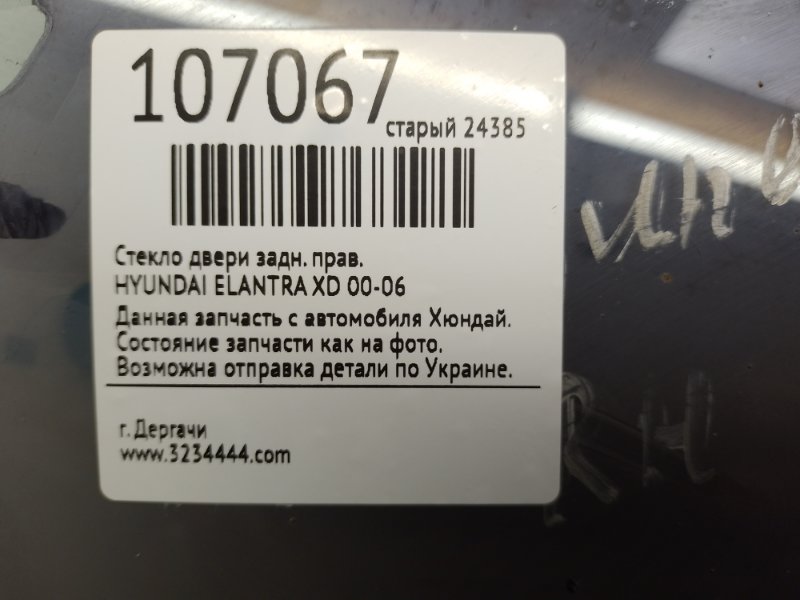 107067
старый 24385
Стекло двери задн. прав.
HYUNDAI ELANTRA XD 00-06
Данная запчасть с автомобиля Хюндай.
Состояние запчасти как на фото.
Возможна отправка детали по Украине.
г. Дергачи
www.3234444.com
RH